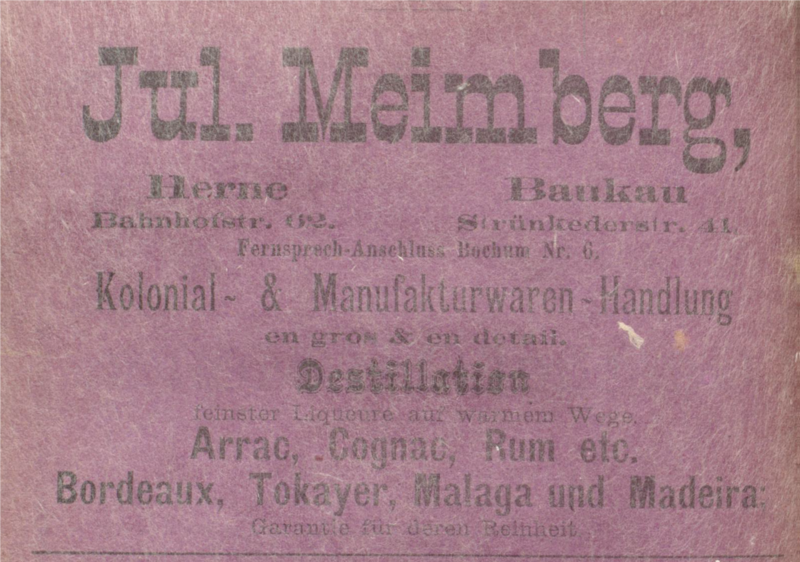 Jul. Meimberg,
Herne Baukau
Bahnhofstr. 92. Strünkederstr. 41.
Fernsprech-Anschluss Bochum Nr. 6.
Kolonial- & Manufakturwaren-Handlung
en gros & en detail.
Destillation
feinster Liqueure auf warmem Wege.
Arrac, Cognac, Rum etc.
Bordeaux, Tokayer, Malaga und Madeira.
Garantie für deren Reinheit